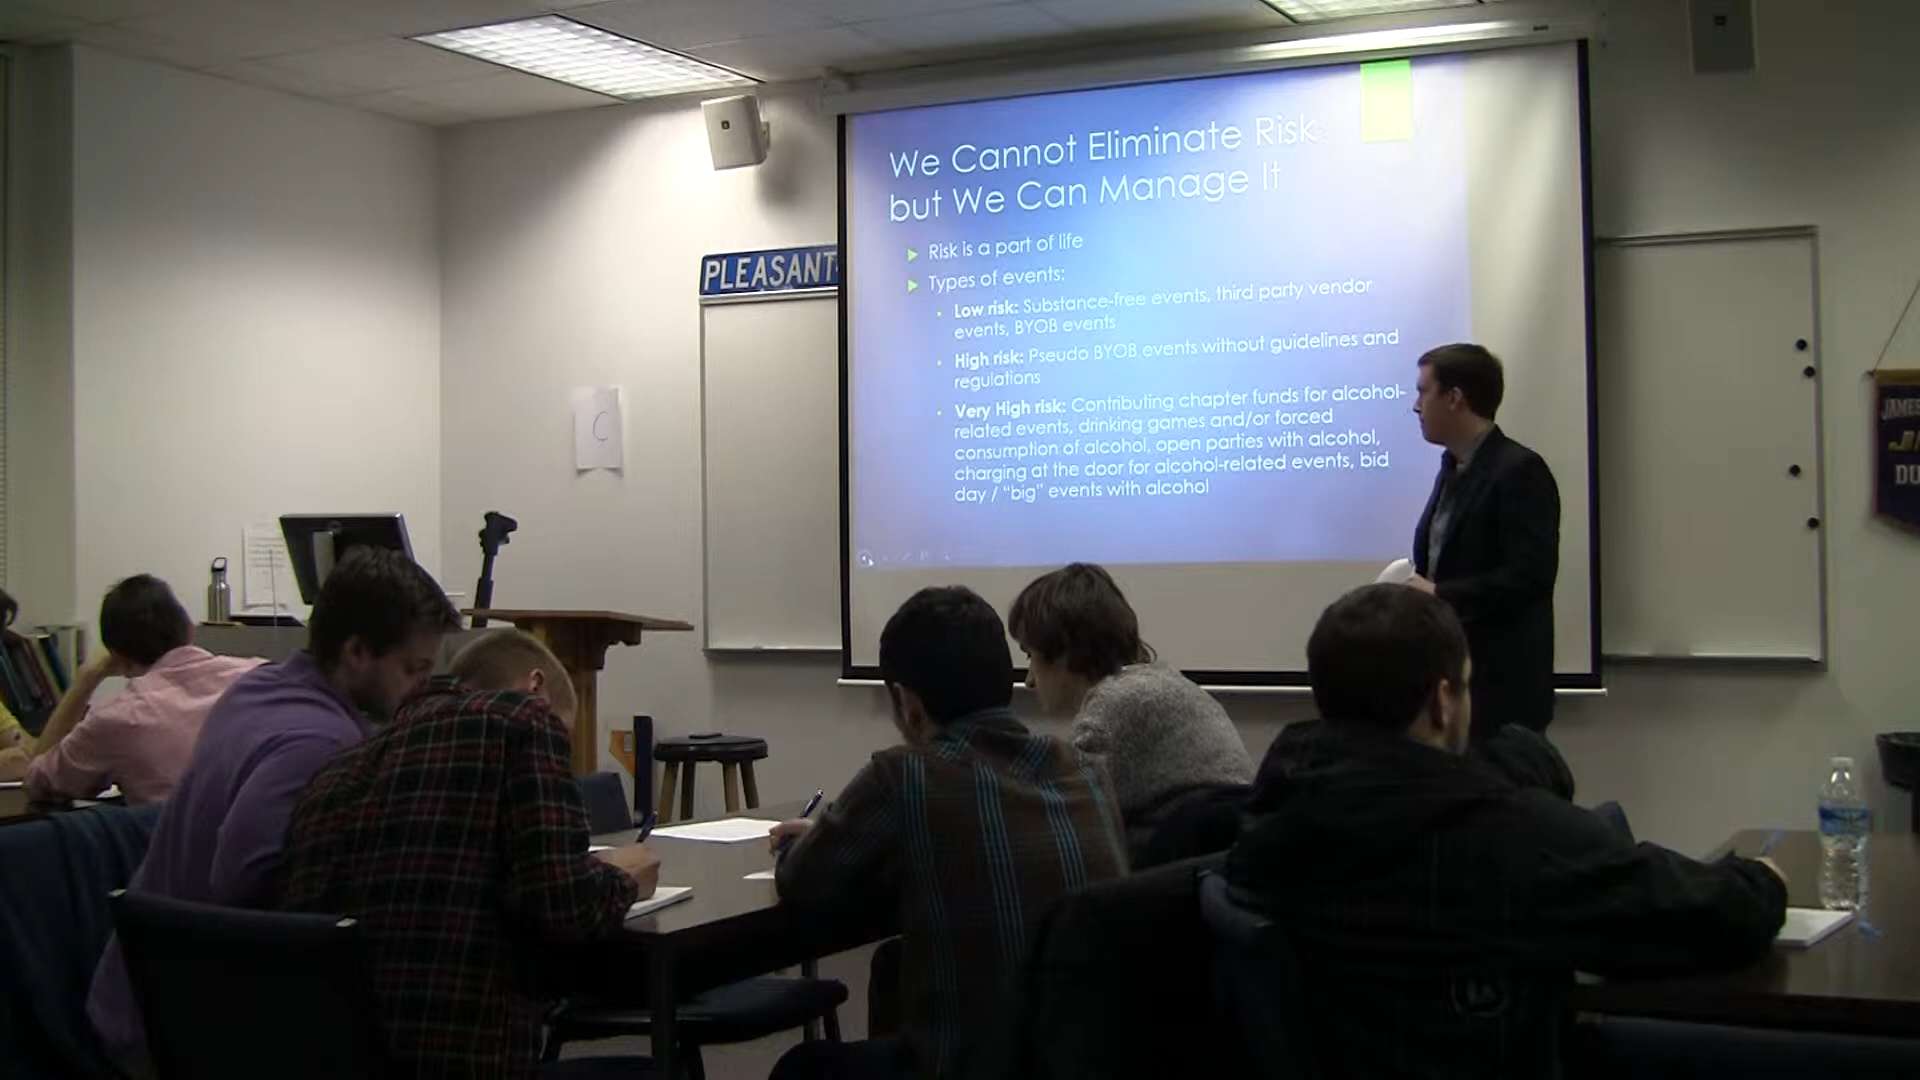 We Cannot Eliminate Risk
but We Can Manage It
Risk is a part of life
Types of events:
Low risk: Substance-free events, third party vendor
events, BYOB events
High risk: Pseudo BYOB events without guidelines and
regulations
Very High risk: Contributing chapter funds for alcohol-
related events, drinking games and/or forced
consumption of alcohol, open parties with alcohol,
charging at the door for alcohol-related events, bid
day / "big" events with alcohol
PLEASANT
C
JAMES
DU